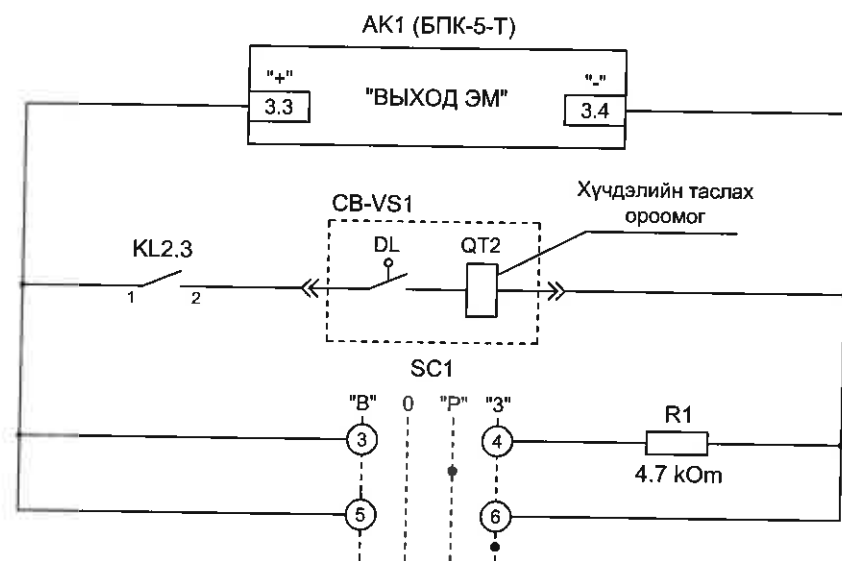 АК1 (БПК-5-Т)
"+"
"-"
3.3
"ВЫХОД ЭМ"
3.4
Хүчдэлийн таслах
ороомог
CB-VS1
KL2.3
DL
QT2
1
2
SC1
"В"
0
"Р"
"З"
R1
3
4
4.7 kOm
5
6